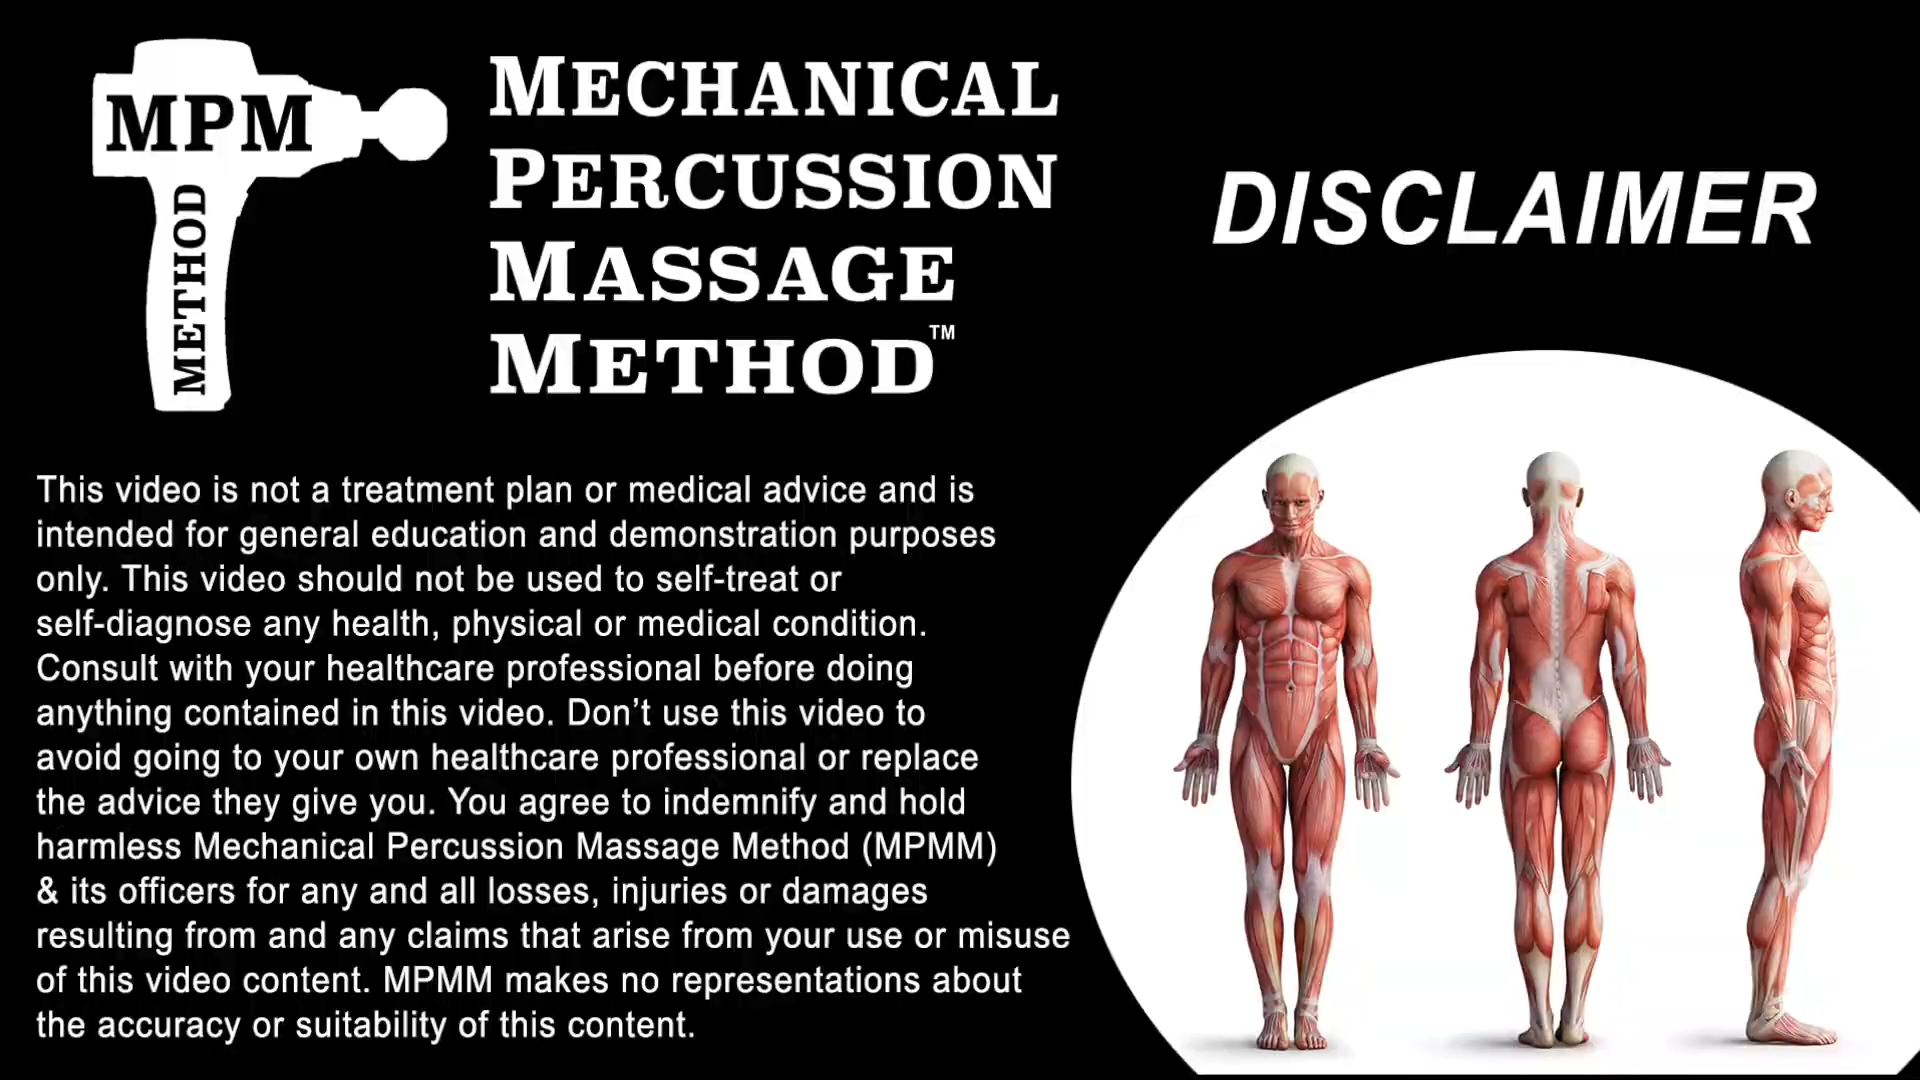 MPM
METHOD
MECHANICAL
PERCUSSION
MASSAGE
METHOD™
DISCLAIMER
This video is not a treatment plan or medical advice and is
intended for general education and demonstration purposes
only. This video should not be used to self-treat or
self-diagnose any health, physical or medical condition.
Consult with your healthcare professional before doing
anything contained in this video. Don’t use this video to
avoid going to your own healthcare professional or replace
the advice they give you. You agree to indemnify and hold
harmless Mechanical Percussion Massage Method (MPMM)
& its officers for any and all losses, injuries or damages
resulting from and any claims that arise from your use or misuse
of this video content. MPMM makes no representations about
the accuracy or suitability of this content.